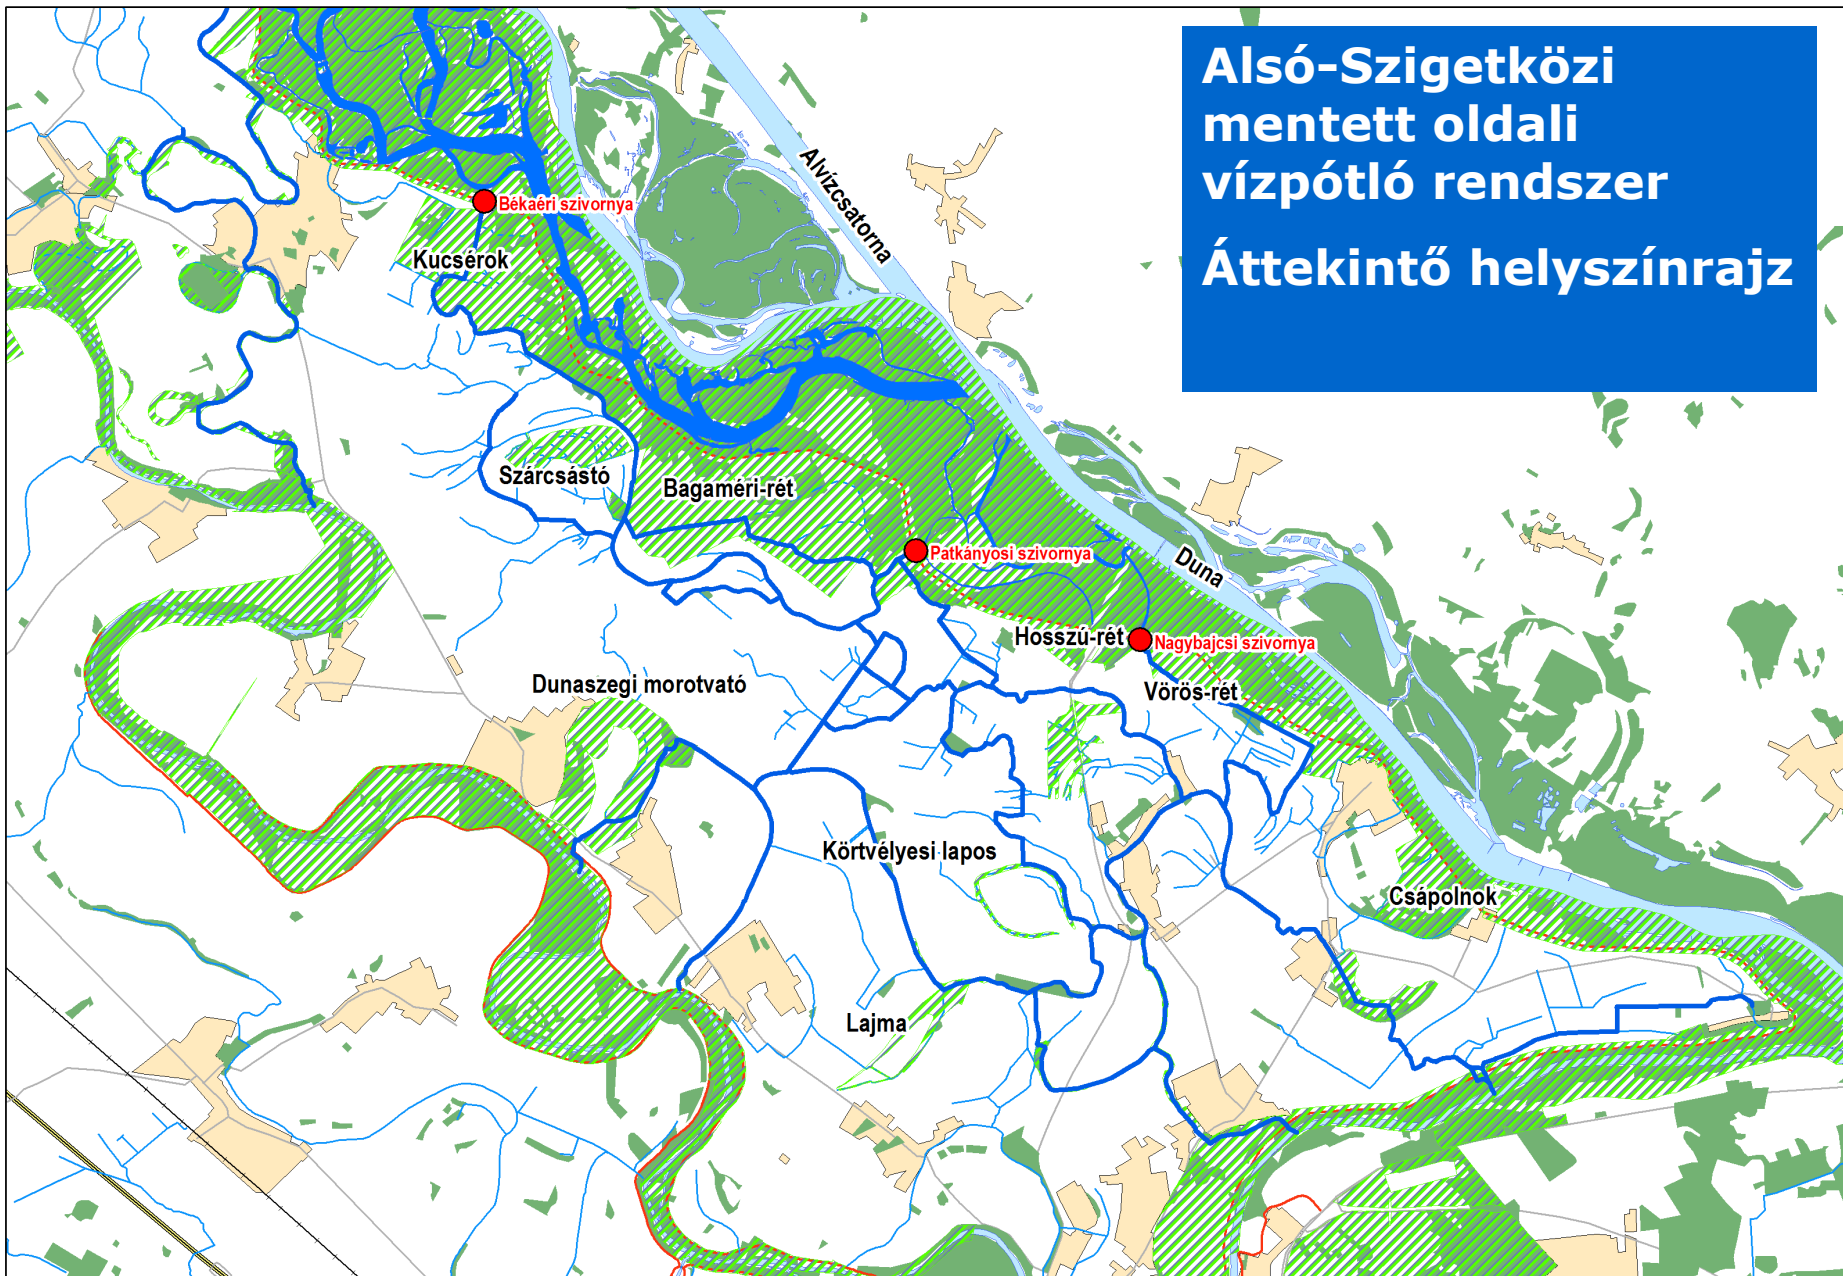 Alsó-Szigetközi
mentett oldali
vízpótló rendszer
Áttekintő helyszínrajz
Alvízcsatorna
Békaéri szivornya
Kucsérok
Szárcsástó
Bagaméri-rét
Patkányosi szivornya
Duna
Hosszú-rét
Nagybajcsi szivornya
Dunaszegi morotvató
Vörös-rét
Körtvélyesi lapos
Csápolnok
Lajma